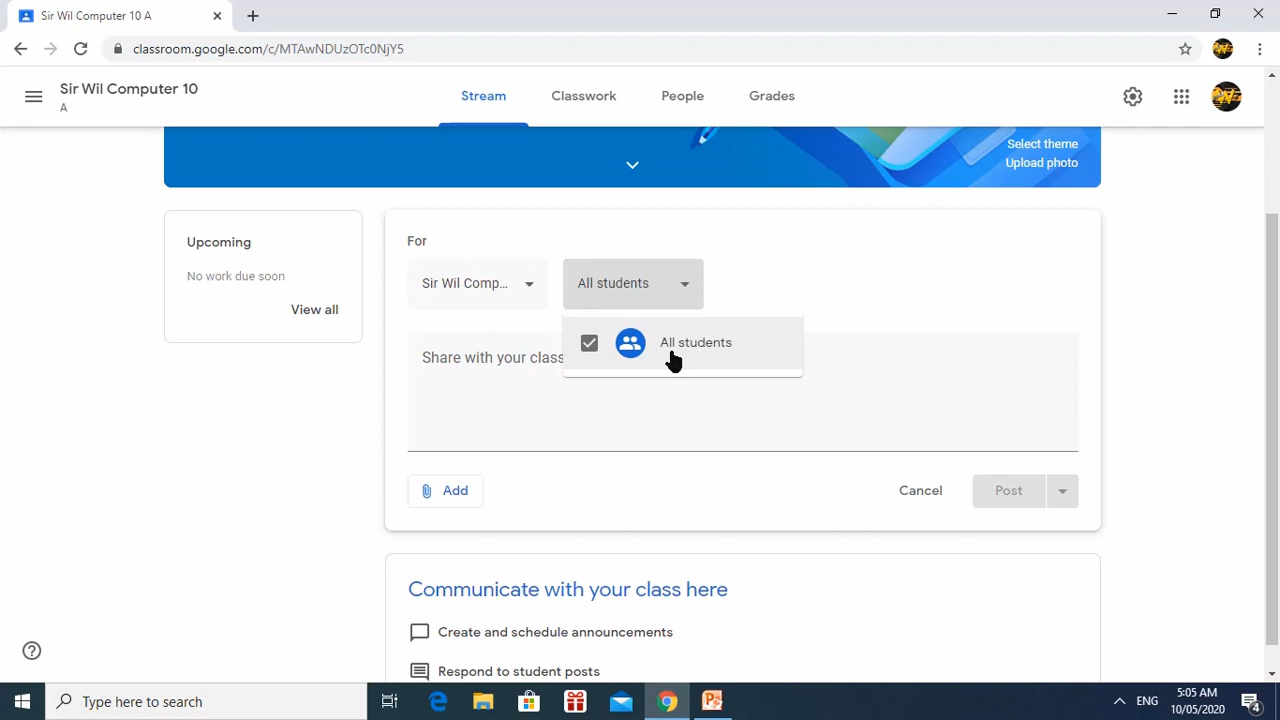 Sir Wil Computer 10 A
classroom.google.com/c/MTAwNDUzOTc0NjY5
Sir Wil Computer 10
A
Stream
Classwork
People
Grades
Select theme
Upload photo
Upcoming
No work due soon
View all
For
Sir Wil Comp...
All students
All students
Share with your class
Add
Cancel
Post
Communicate with your class here
Create and schedule announcements
Respond to student posts
Type here to search
ENG
5:05 AM
10/05/2020
4